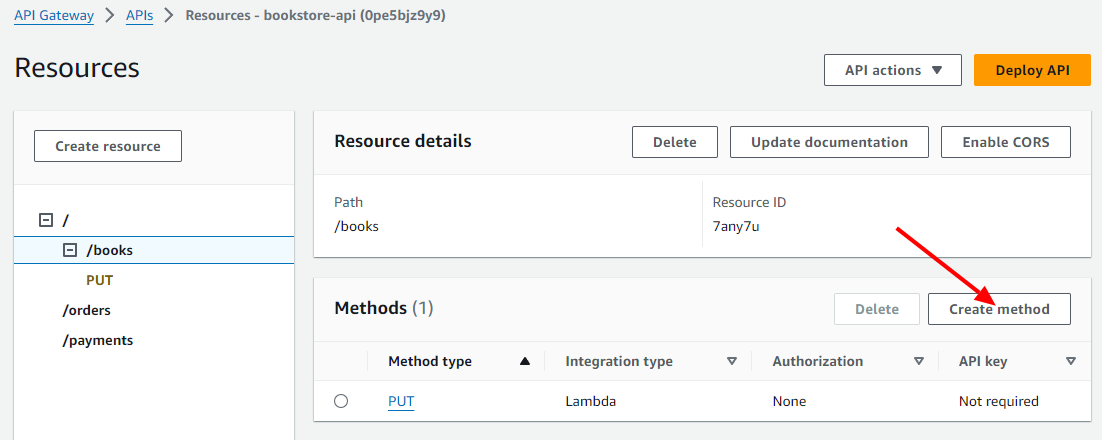 API Gateway > APIs > Resources - bookstore-api (0pe5bjz9y9)
Resources
API actions ▼
Deploy API
Create resource
/
/books
PUT
/orders
/payments
Resource details
Delete
Update documentation
Enable CORS
Path
/books
Resource ID
7any7u
Methods (1)
Delete
Create method
Method type Integration type Authorization API key
PUT Lambda None Not required